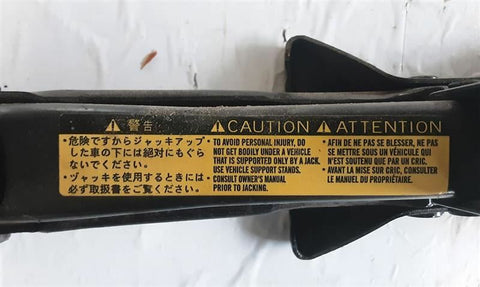 ⚠ 警告
・危険ですからジャッキアップ
した車の下には絶対にもぐら
ないでください。
・ジャッキを使用するときには
必ず取扱書をご覧ください。
⚠ CAUTION
・TO AVOID PERSONAL INJURY, DO
NOT GET BODILY UNDER A VEHICLE
THAT IS SUPPORTED ONLY BY A JACK.
USE VEHICLE SUPPORT STANDS.
・CONSULT OWNER'S MANUAL
PRIOR TO JACKING.
⚠ ATTENTION
・AFIN DE NE PAS SE BLESSER, NE PAS
SE METTRE SOUS UN VÉHICULE QUI
N'EST SOUTENU QUE PAR UN CRIC.
・AVANT LA MISE SUR CRIC, CONSULTER
LE MANUEL DU PROPRIÉTAIRE.